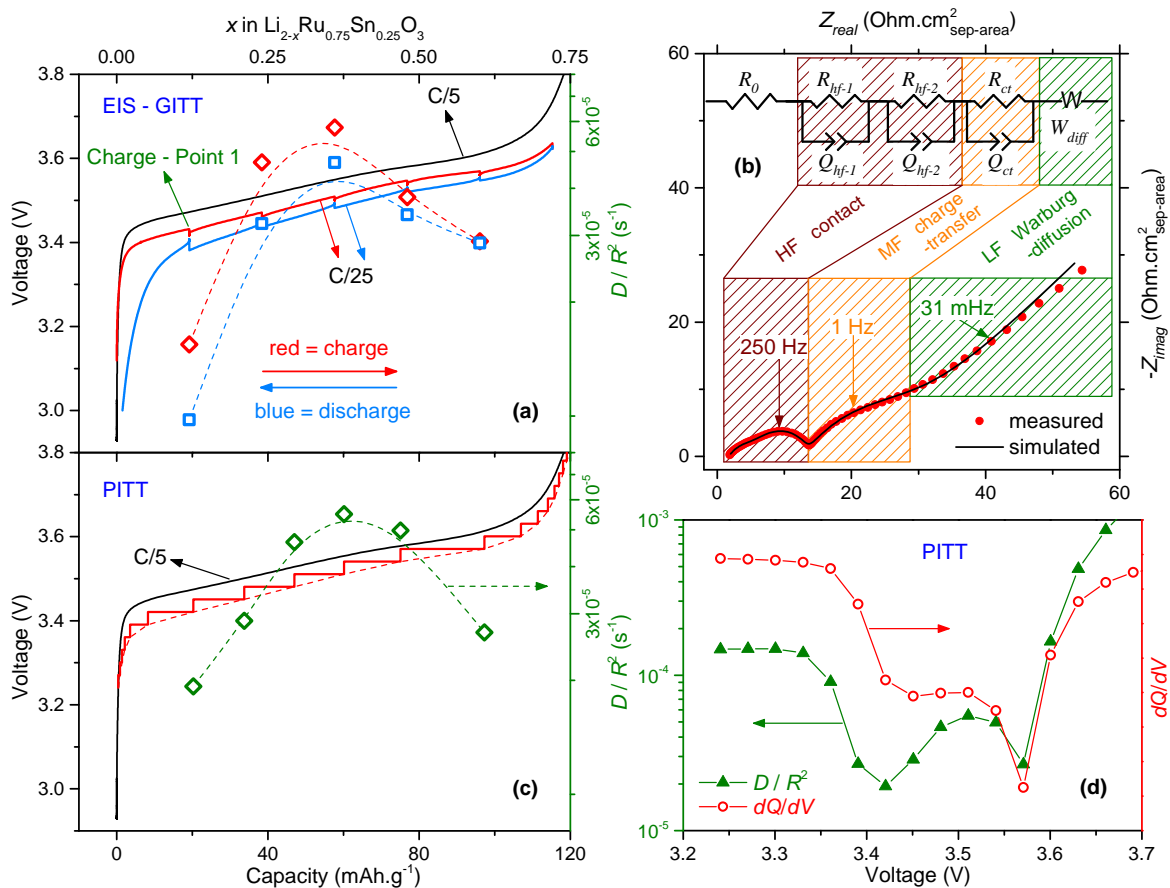 x in Li2-xRu0.75Sn0.25O3
0.00 0.25 0.50 0.75
3.8
3.6
3.4
3.2
3.0
Voltage (V)
EIS - GITT
C/5
Charge - Point 1
C/25
red = charge
blue = discharge
(a)
6x10-5
3x10-5
D / R2 (s-1)
Zreal (Ohm.cm2sep-area)
60
40
20
0
R0 Rhf-1 Rhf-2 Rct
Wdiff
Qhf-1 Qhf-2 Qct
(b)
HF contact
MF charge-transfer
LF Warburg-diffusion
250 Hz
1 Hz
31 mHz
measured
simulated
0 20 40 60
-Zimag (Ohm.cm2sep-area)
PITT
3.8
3.6
3.4
3.2
3.0
Voltage (V)
C/5
(c)
6x10-5
3x10-5
D / R2 (s-1)
0 40 80 120
Capacity (mAh.g-1)
PITT
10-3
10-4
10-5
D / R2
dQ/dV
(d)
dQ/dV
3.2 3.3 3.4 3.5 3.6 3.7
Voltage (V)